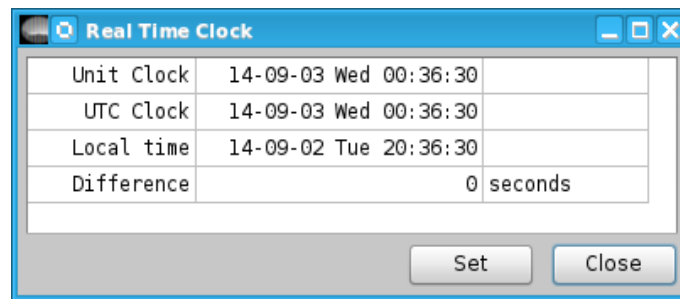 Real Time Clock
Unit Clock 14-09-03 Wed 00:36:30
UTC Clock 14-09-03 Wed 00:36:30
Local time 14-09-02 Tue 20:36:30
Difference 0 seconds
Set Close